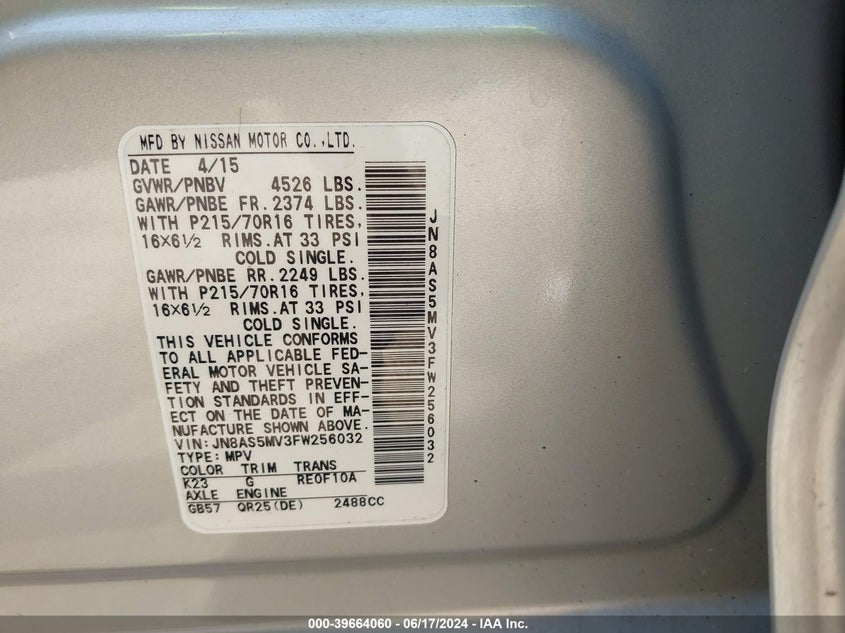 MFD BY NISSAN MOTOR CO.,LTD.
DATE 4/15
GVWR/PNBV 4526 LBS.
GAWR/PNBE FR. 2374 LBS.
WITH P215/70R16 TIRES,
16X6½ RIMS.AT 33 PSI
COLD SINGLE.
GAWR/PNBE RR. 2249 LBS.
WITH P215/70R16 TIRES,
16X6½ RIMS.AT 33 PSI
COLD SINGLE.
THIS VEHICLE CONFORMS
TO ALL APPLICABLE FED-
ERAL MOTOR VEHICLE SA-
FETY AND THEFT PREVEN-
TION STANDARDS IN EFF-
ECT ON THE DATE OF MA-
NUFACTURE SHOWN ABOVE.
VIN:JN8AS5MV3FW256032
TYPE:MPV
COLOR TRIM TRANS
K23 G RE0F10A
AXLE ENGINE
GB57 QR25(DE) 2488CC
JN8AS5MV3FW256032
000-39664060 - 06/17/2024 - IAA Inc.